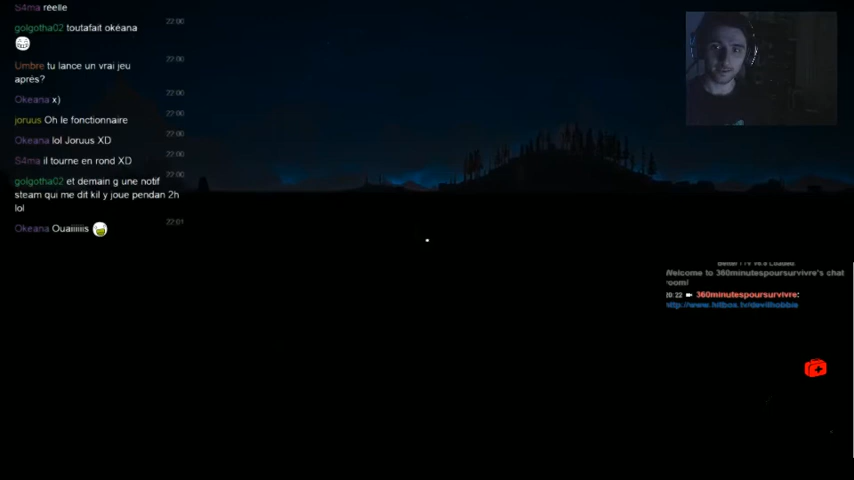 S4ma réelle
golgotha02 toutafait okéana
22:00
22:00
Umbre tu lance un vrai jeu
après?
Okeana x)
22:00
joruus Oh le fonctionnaire
22:00
Okeana lol Joruus XD
22:00
S4ma il tourne en rond XD
22:00
golgotha02 et demain g une notif
22:00
steam qui me dit kil y joue pendan 2h
lol
Okeana Ouaiiiiiis
22:01
Welcome to 360minutespoursurvivre's chat
room!
20:22 360minutespoursurvivre: